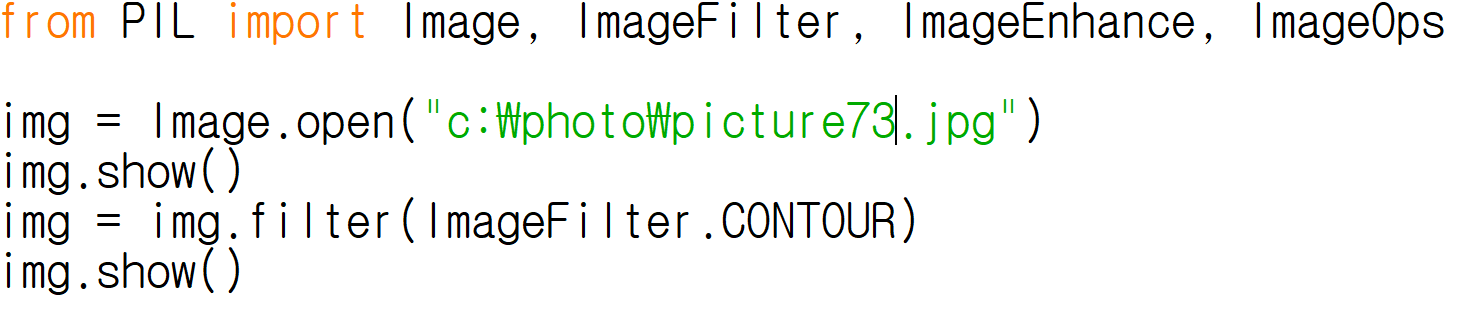 from PIL import Image, ImageFilter, ImageEnhance, ImageOps
img = Image.open("c:₩photo₩picture73.jpg")
img.show()
img = img.filter(ImageFilter.CONTOUR)
img.show()